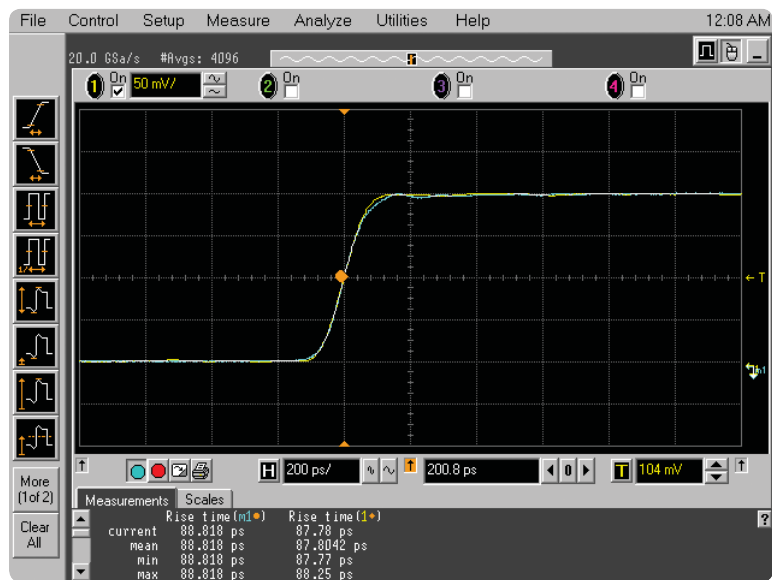 File Control Setup Measure Analyze Utilities Help 12:08 AM
20.0 GSa/s #Avgs: 4096
1 On 50 mV/ 2 On 3 On 4 On
T
m1
More
(1of 2)
Clear
All
H 200 ps/ 200.8 ps 0 T 104 mV
Measurements Scales
Rise time(m1) Rise time(1)
current 88.818 ps 87.78 ps
mean 88.818 ps 87.8042 ps
min 88.818 ps 87.77 ps
max 88.818 ps 88.25 ps
?